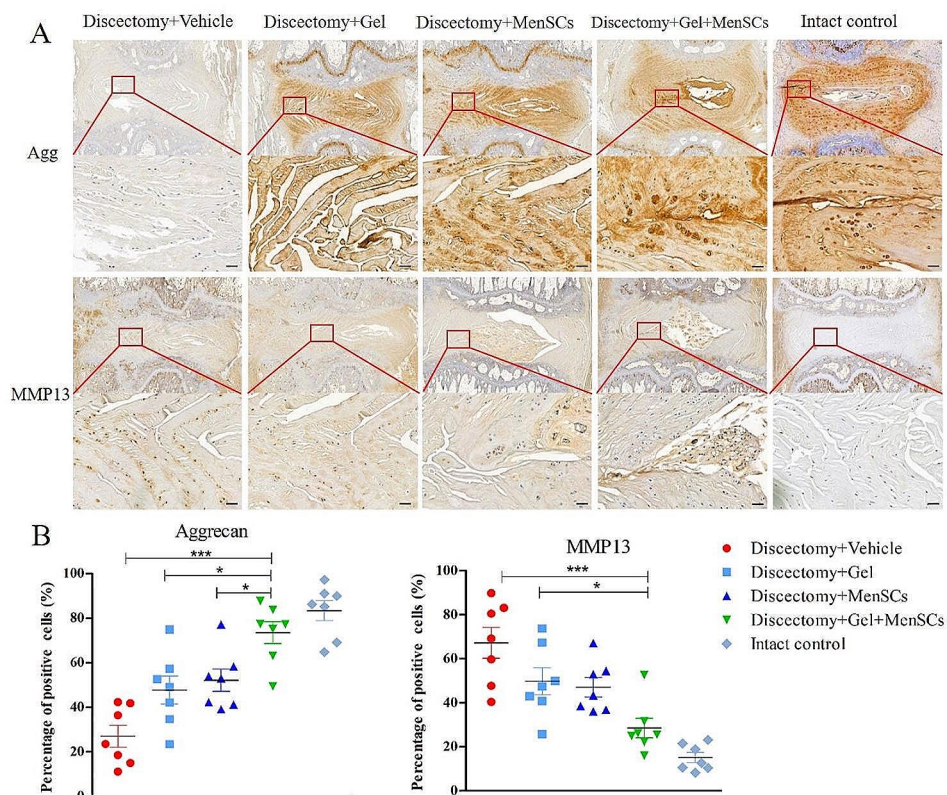 A
Discectomy+Vehicle
Discectomy+Gel
Discectomy+MenSCs
Discectomy+Gel+MenSCs
Intact control
Agg
MMP13
B
Aggrecan
***
*
*
Percentage of positive cells (%)
100
80
60
40
20
0
MMP13
***
*
Percentage of positive cells (%)
100
80
60
40
20
0
Discectomy+Vehicle
Discectomy+Gel
Discectomy+MenSCs
Discectomy+Gel+MenSCs
Intact control